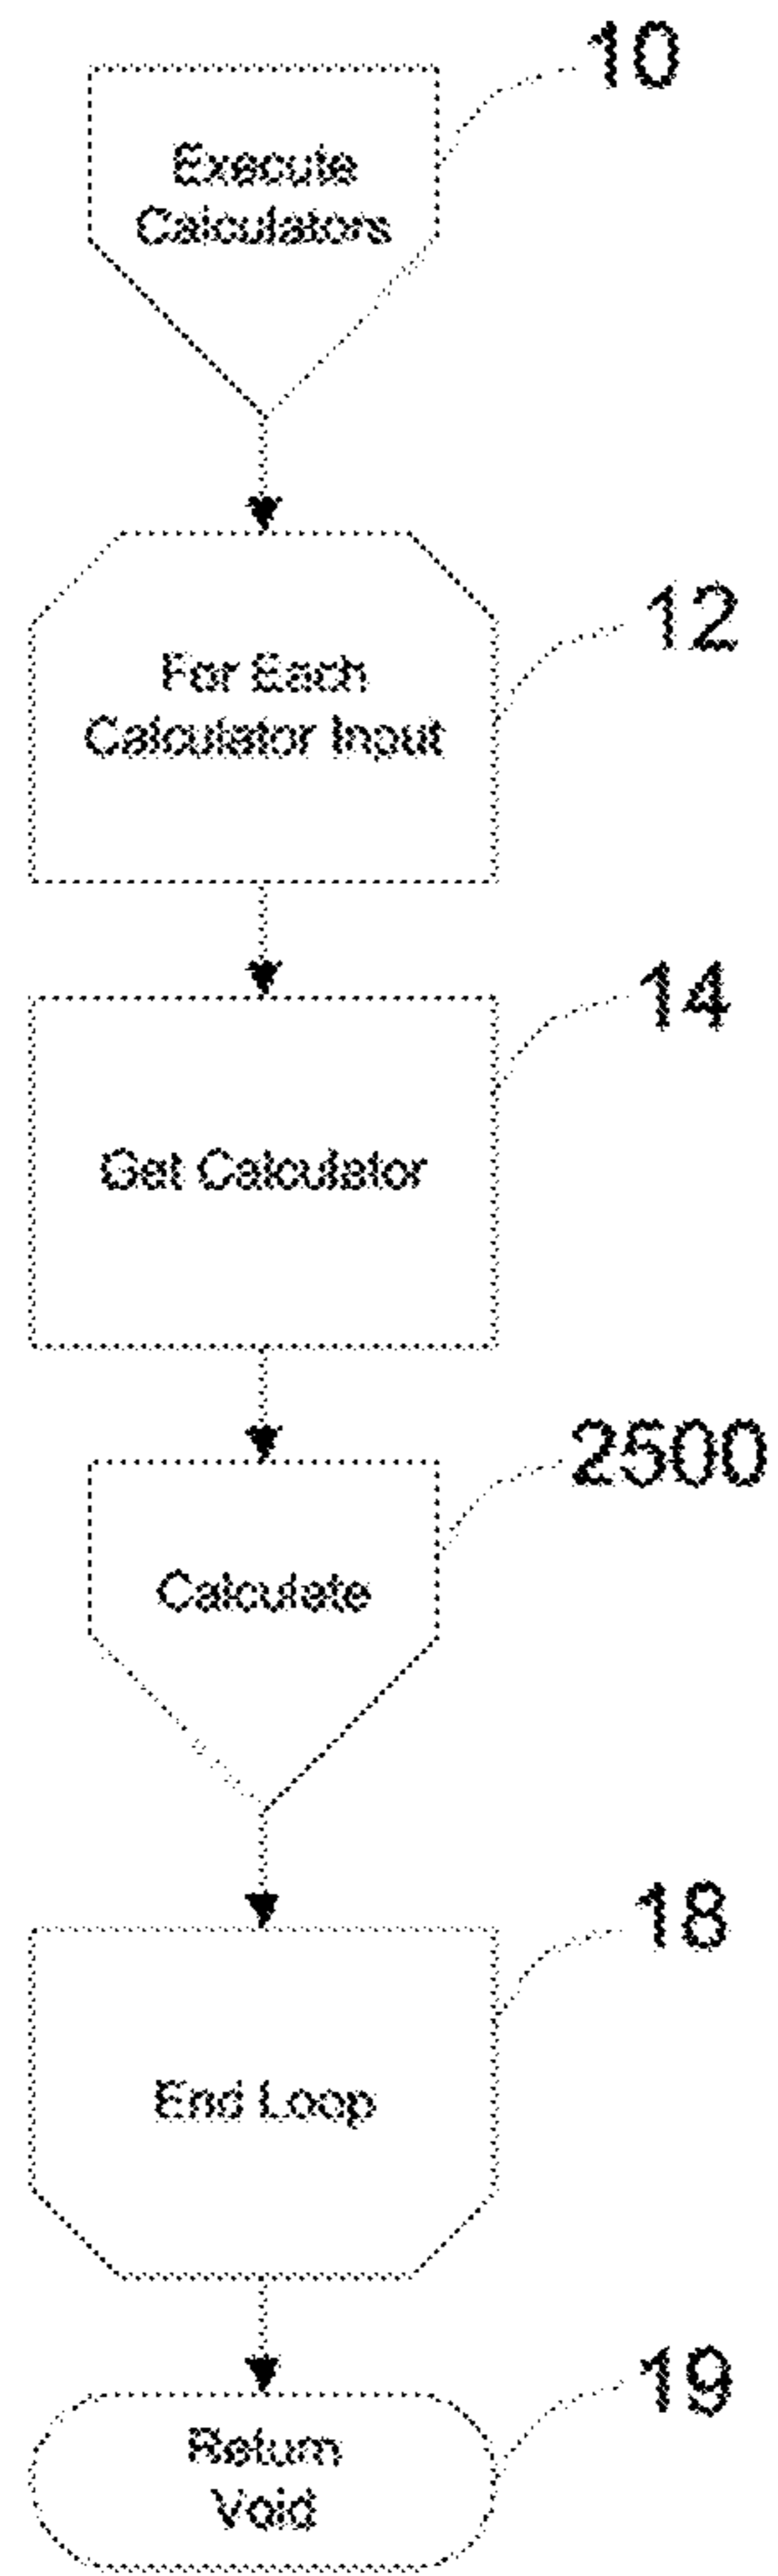 10
Execute
Calculators
12
For Each
Calculator Input
14
Get Calculator
2500
Calculate
18
End Loop
19
Return
Void